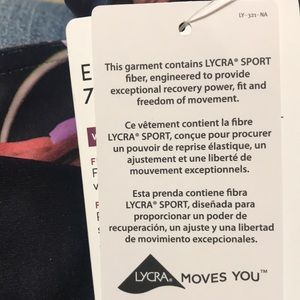 LY-321-NA
This garment contains LYCRA® SPORT
fiber, engineered to provide
exceptional recovery power, fit and
freedom of movement.
Ce vêtement contient la fibre
LYCRA® SPORT, conçue pour procurer
un pouvoir de reprise élastique, un
ajustement et une liberté de
mouvement exceptionnels.
Esta prenda contiene fibra
LYCRA® SPORT, diseñada para
proporcionar un poder de
recuperación, un ajuste y una libertad
de movimiento excepcionales.
LYCRA® MOVES YOU™
E
7